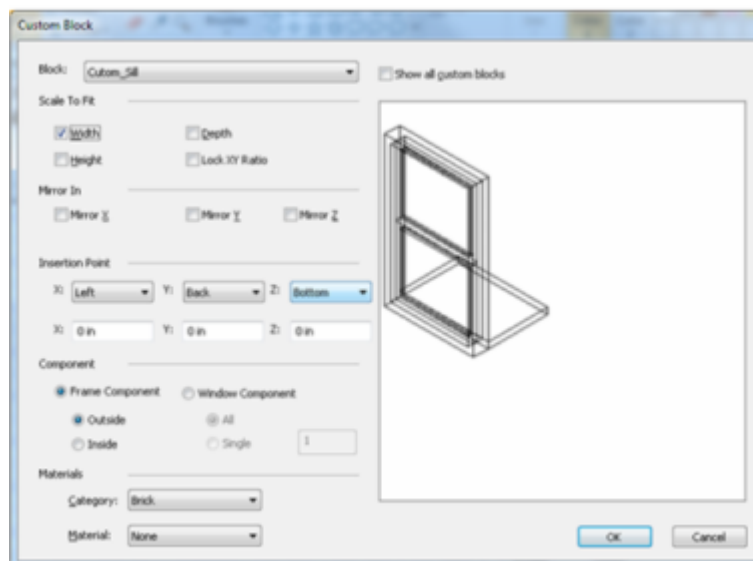 Custom Block
Block: Cutom_Sill
Show all custom blocks
Scale To Fit
Width Depth
Height Lock XY Ratio
Mirror In
Mirror X Mirror Y Mirror Z
Insertion Point
X: Left Y: Back Z: Bottom
X: 0 in Y: 0 in Z: 0 in
Component
Frame Component Window Component
Outside All
Inside Single 1
Materials
Category: Brick
Material: None
OK Cancel